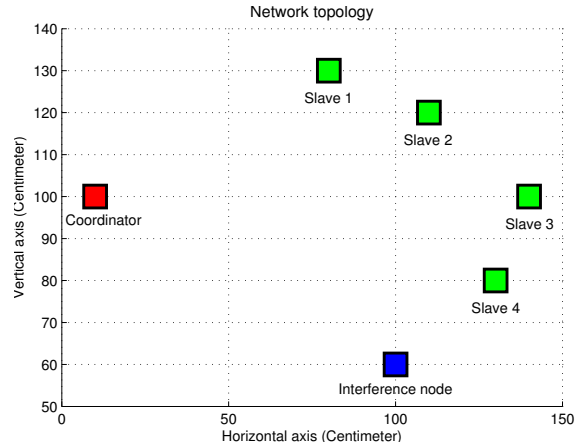 Network topology
140
130
120
110
100
90
80
70
60
50
0
50
100
150
Vertical axis (Centimeter)
Horizontal axis (Centimeter)
Slave 1
Slave 2
Coordinator
Slave 3
Slave 4
Interference node